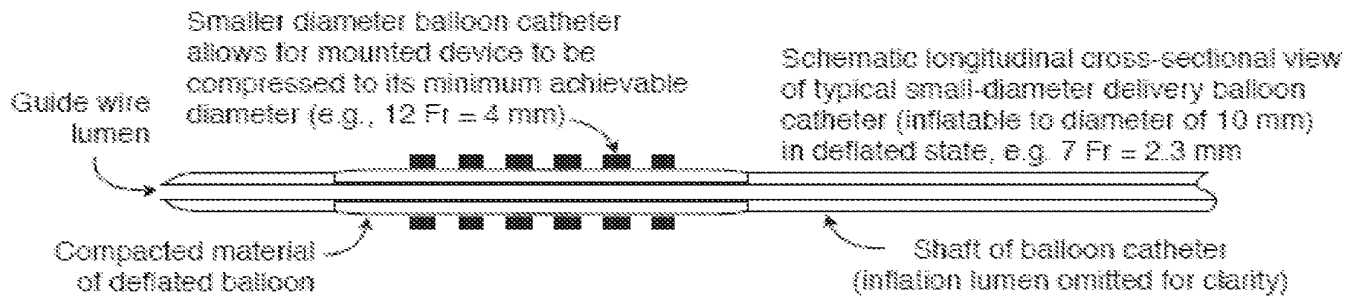 Smaller diameter balloon catheter
allows for mounted device to be
compressed to its minimum achievable
diameter (e.g., 12 Fr = 4 mm)
Guide wire
lumen
Schematic longitudinal cross-sectional view
of typical small-diameter delivery balloon
catheter (inflatable to diameter of 10 mm)
in deflated state, e.g. 7 Fr = 2.3 mm
Compacted material
of deflated balloon
Shaft of balloon catheter
(inflation lumen omitted for clarity)